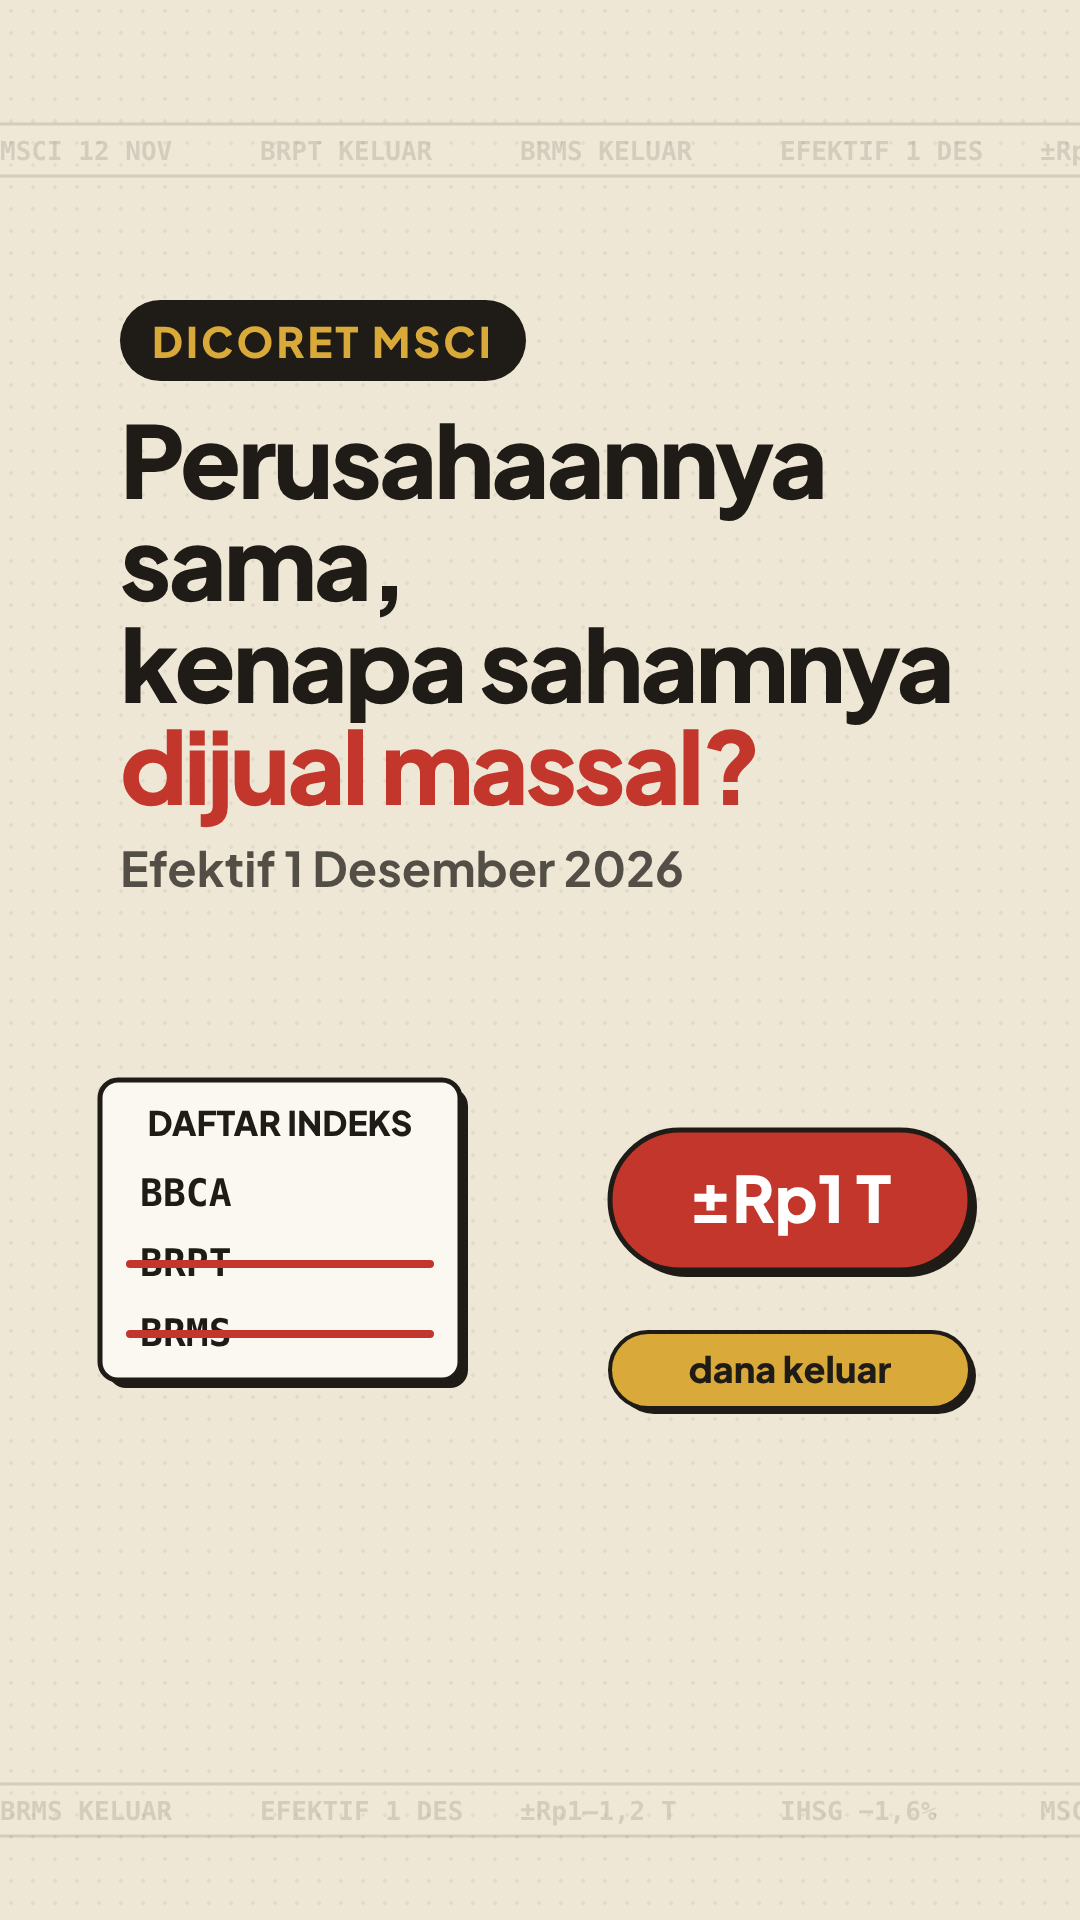 MSCI 12 NOV BRPT KELUAR BRMS KELUAR EFEKTIF 1 DES ±Rp
DICORET MSCI
Perusahaannya
sama,
kenapa sahamnya
dijual massal?
Efektif 1 Desember 2026
DAFTAR INDEKS
BBCA
BRPT
BRMS
±Rp1 T
dana keluar
BRMS KELUAR EFEKTIF 1 DES ±Rp1–1,2 T IHSG −1,6% MSC